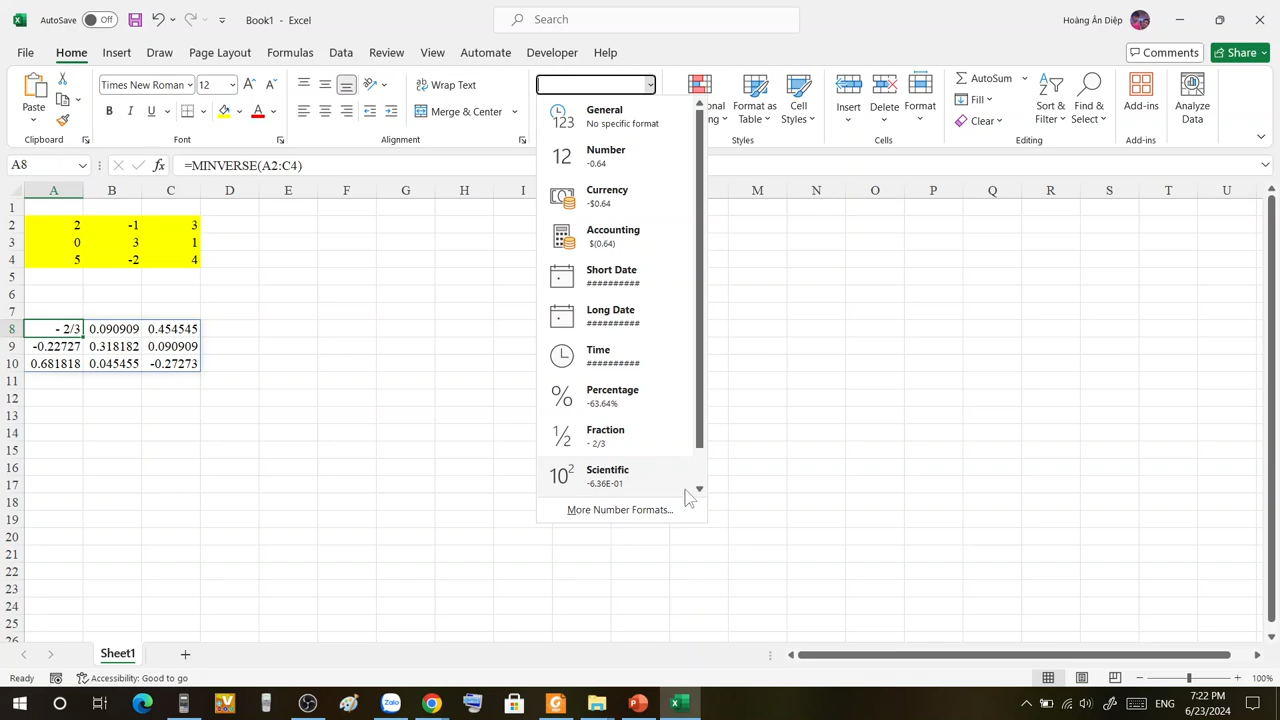 AutoSave Off Book1 - Excel Search Hoàng Ân Diệp
File Home Insert Draw Page Layout Formulas Data Review View Automate Developer Help Comments Share
Paste Times New Roman 12 Wrap Text AutoSum
B I U A Merge & Center Format as Table Cell Styles Insert Delete Format Fill Clear Sort & Filter Find & Select Add-ins Analyze Data
Clipboard Font Alignment Styles Cells Editing Add-ins
A8 fx =MINVERSE(A2:C4)
A B C D E F G H I M N O P Q R S T U
1
2 2 -1 3
3 0 3 1
4 5 -2 4
5
6
7
8 - 2/3 0.090909 0.454545
9 -0.22727 0.318182 0.090909
10 0.681818 0.045455 -0.27273
11
12
13
14
15
16
17
18
19
20
21
22
23
24
25
26
General
123 No specific format
12 Number
-0.64
Currency
-$0.64
Accounting
$(0.64)
Short Date
##########
Long Date
##########
Time
##########
% Percentage
-63.64%
1/2 Fraction
- 2/3
10² Scientific
-6.36E-01
More Number Formats...
Sheet1
Ready Accessibility: Good to go 100%
Zalo ENG 7:22 PM
6/23/2024